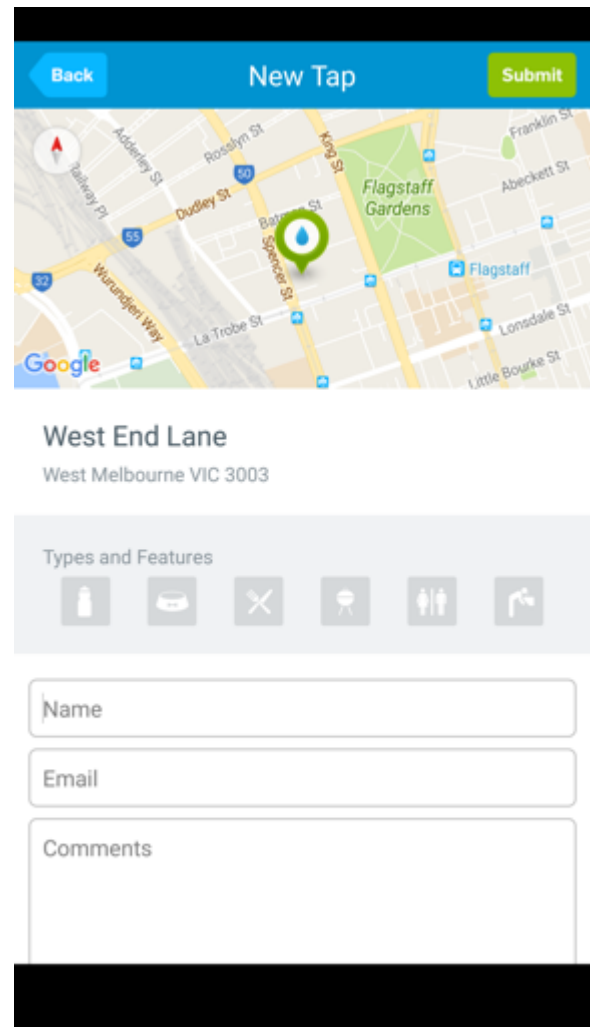 Back
New Tap
Submit
Franklin St
Adderley St
Rosslyn St
King St
Railway Pl
50
Dudley St
Flagstaff
Gardens
Abeckett St
Batman St
55
Spencer St
32
Wurundjeri Way
Flagstaff
La Trobe St
Lonsdale St
Google
Little Bourke St
West End Lane
West Melbourne VIC 3003
Types and Features
Name
Email
Comments